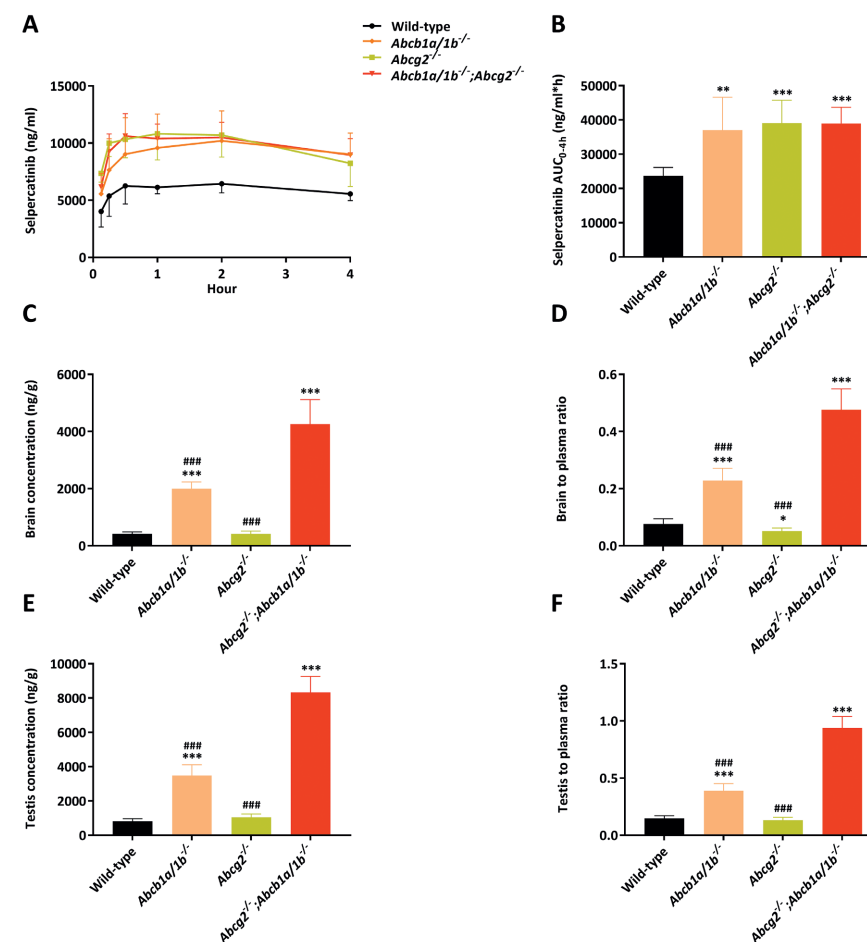 A
Wild-type
Abcb1a/1b-/-
Abcg2-/-
Abcb1a/1b-/-;Abcg2-/-
Selpercatinib (ng/ml)
15000
10000
5000
0
0 1 2 3 4
Hour
B
Selpercatinib AUC0-4h (ng/ml*h)
50000
40000
30000
20000
10000
0
** *** ***
Wild-type
Abcb1a/1b-/-
Abcg2-/-
Abcb1a/1b-/-;Abcg2-/-
C
Brain concentration (ng/g)
6000
4000
2000
0
###
***
###
***
Wild-type
Abcb1a/1b-/-
Abcg2-/-
Abcg2-/-;Abcb1a/1b-/-
D
Brain to plasma ratio
0.6
0.4
0.2
0.0
###
***
###
*
***
Wild-type
Abcb1a/1b-/-
Abcg2-/-
Abcg2-/-;Abcb1a/1b-/-
E
Testis concentration (ng/g)
10000
8000
6000
4000
2000
0
###
***
###
***
Wild-type
Abcb1a/1b-/-
Abcg2-/-
Abcg2-/-;Abcb1a/1b-/-
F
Testis to plasma ratio
1.5
1.0
0.5
0.0
###
***
###
***
Wild-type
Abcb1a/1b-/-
Abcg2-/-
Abcg2-/-;Abcb1a/1b-/-